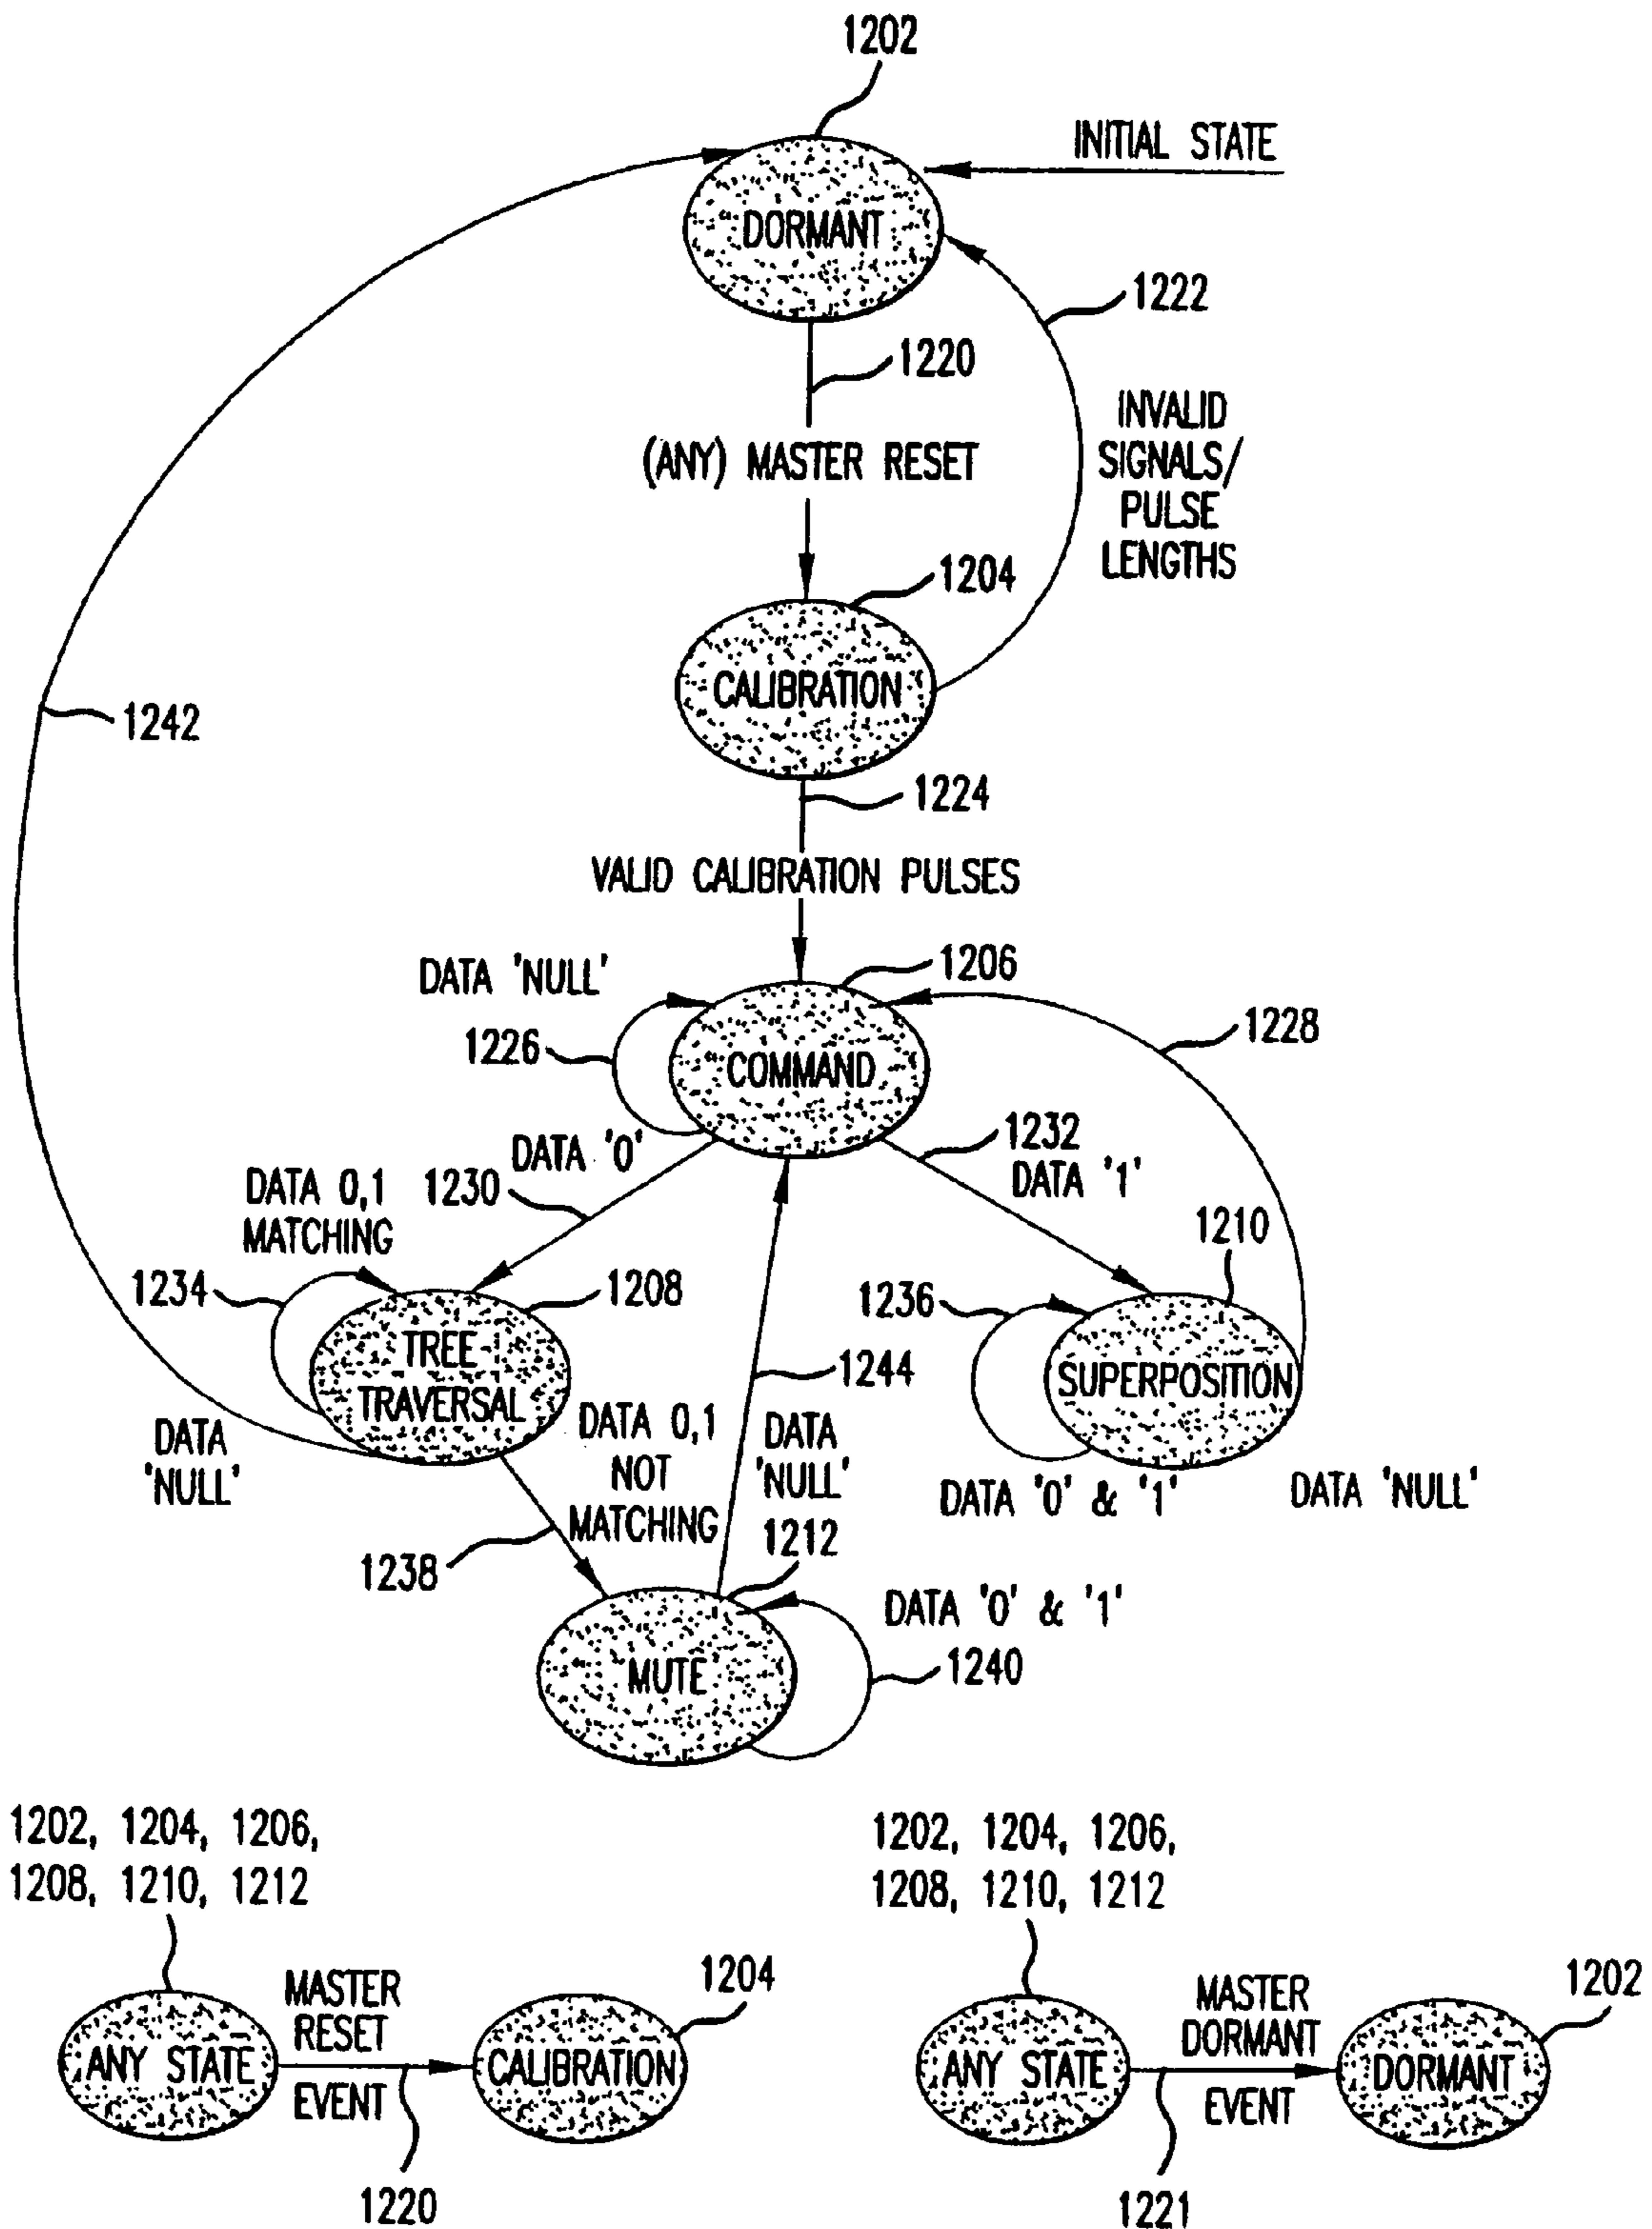 1202
INITIAL STATE
DORMANT
1222
1220
INVALID
SIGNALS/
PULSE
LENGTHS
(ANY) MASTER RESET
1204
CALIBRATION
1242
1224
VALID CALIBRATION PULSES
DATA 'NULL'
1206
1226
COMMAND
1228
DATA '0'
1232
DATA '1'
DATA 0,1
MATCHING
1230
1210
1234
1208
1236
TREE
TRAVERSAL
1244
SUPERPOSITION
DATA
'NULL'
DATA 0,1
NOT
MATCHING
DATA
'NULL'
1212
DATA '0' & '1'
DATA 'NULL'
1238
DATA '0' & '1'
MUTE
1240
1202, 1204, 1206,
1208, 1210, 1212
1202, 1204, 1206,
1208, 1210, 1212
ANY STATE
MASTER
RESET
EVENT
1204
CALIBRATION
1220
ANY STATE
MASTER
DORMANT
EVENT
1202
DORMANT
1221